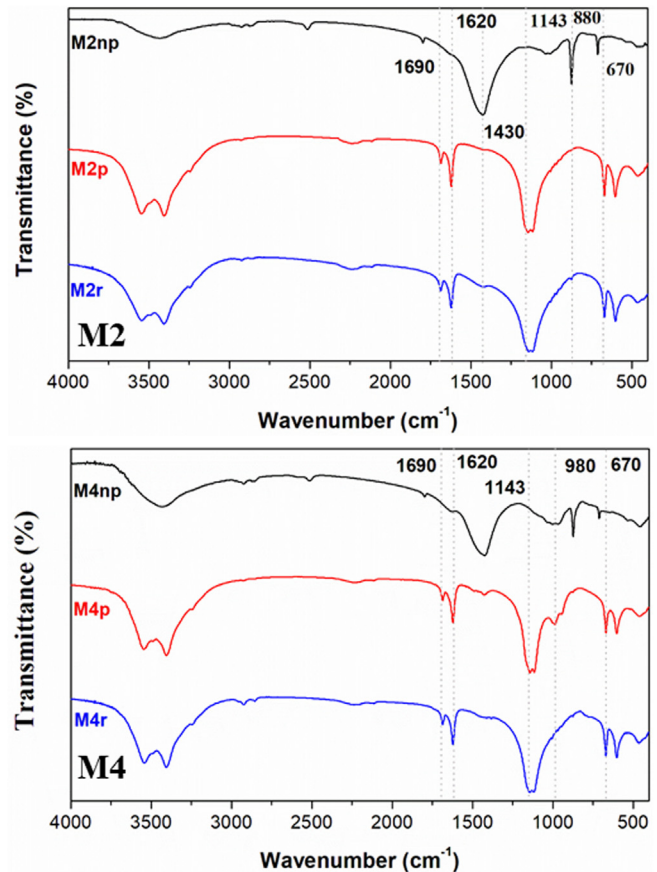 1620
1143 880
M2np
1690
670
1430
M2p
M2r
M2
Transmittance (%)
4000 3500 3000 2500 2000 1500 1000 500
Wavenumber (cm⁻¹)
1690 1620 980 670
M4np
1143
M4p
M4r
M4
Transmittance (%)
4000 3500 3000 2500 2000 1500 1000 500
Wavenumber (cm⁻¹)